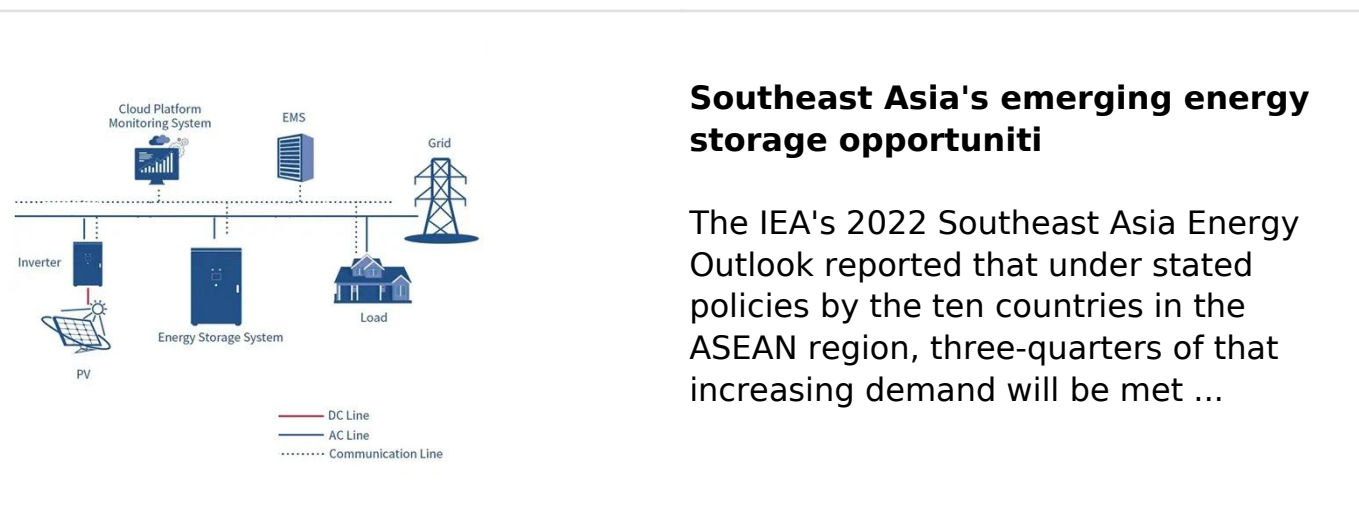 Cloud Platform
Monitoring System
EMS
Grid
Inverter
Load
Energy Storage System
PV
DC Line
AC Line
Communication Line
Southeast Asia's emerging energy
storage opportuniti
The IEA's 2022 Southeast Asia Energy
Outlook reported that under stated
policies by the ten countries in the
ASEAN region, three-quarters of that
increasing demand will be met ...